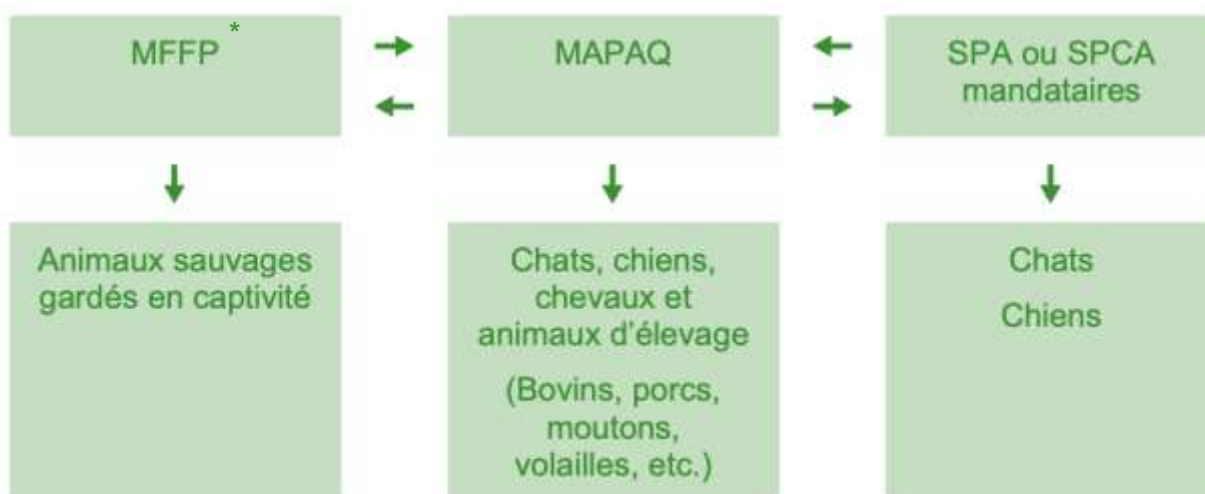 MFFP *
MAPAQ
SPA ou SPCA
mandataires
Animaux sauvages
gardés en captivité
Chats, chiens,
chevaux et
animaux d'élevage
(Bovins, porcs,
moutons,
volailles, etc.)
Chats
Chiens